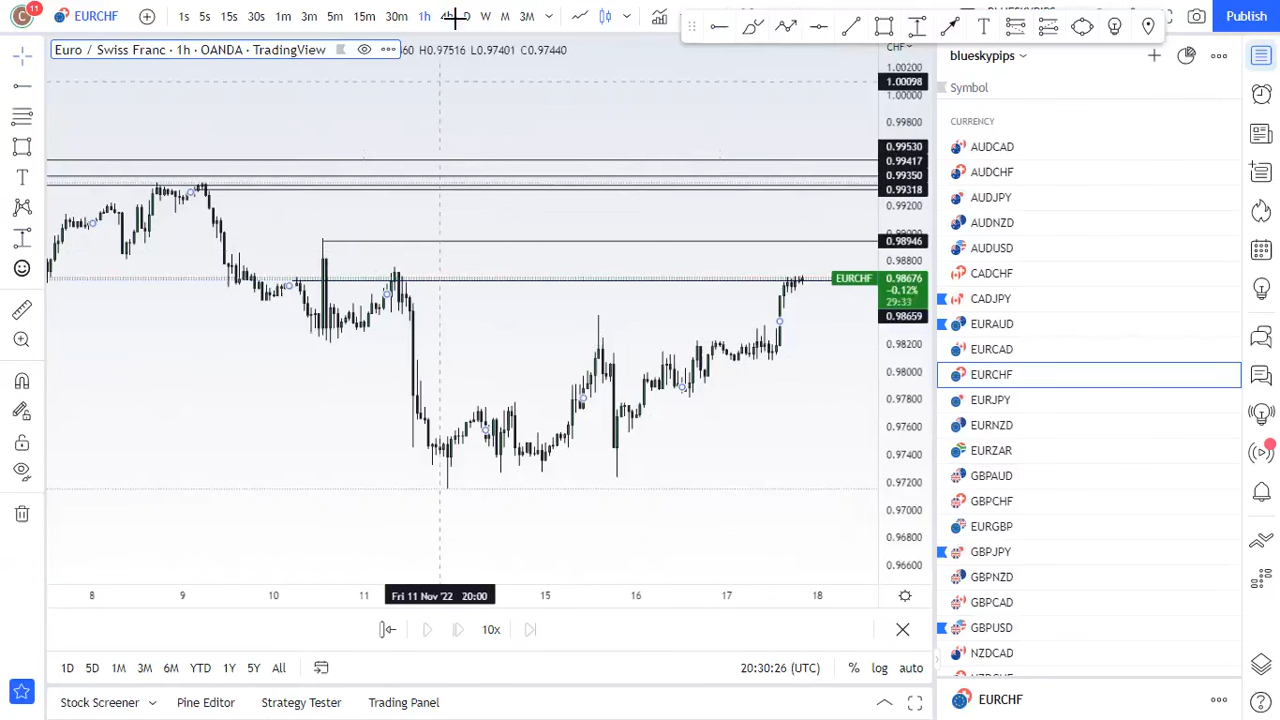 C 11 EURCHF 1s 5s 15s 30s 1m 3m 5m 15m 30m 1h 4h D W M 3M Publish
Euro / Swiss Franc · 1h · OANDA · TradingView 460 H0.97516 L0.97401 C0.97440 CHF
1.00200
1.00098
1.00000
0.99800
0.99530
0.99417
0.99350
0.99318
0.99200
0.98946
0.98800
EURCHF 0.98676
−0.12%
29:33
0.98659
0.98200
0.98000
0.97800
0.97600
0.97400
0.97200
0.97000
0.96800
0.96600
8 9 10 11 Fri 11 Nov '22 20:00 15 16 17 18
10x
1D 5D 1M 3M 6M YTD 1Y 5Y All 20:30:26 (UTC) % log auto
Stock Screener Pine Editor Strategy Tester Trading Panel
blueskypips
Symbol
CURRENCY
AUDCAD
AUDCHF
AUDJPY
AUDNZD
AUDUSD
CADCHF
CADJPY
EURAUD
EURCAD
EURCHF
EURJPY
EURNZD
EURZAR
GBPAUD
GBPCHF
EURGBP
GBPJPY
GBPNZD
GBPCAD
GBPUSD
NZDCAD
EURCHF